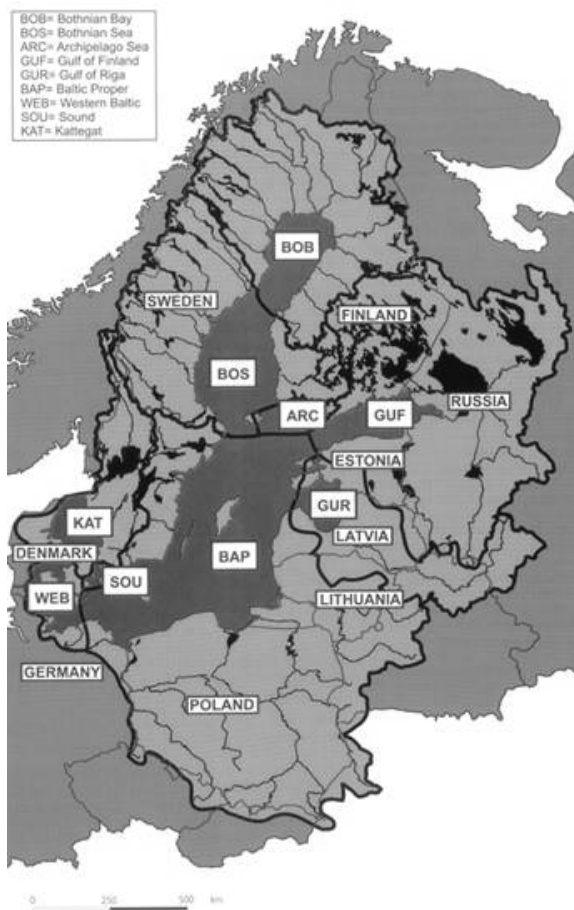 BOB= Bothnian Bay
BOS= Bothnian Sea
ARC= Archipelago Sea
GUF= Gulf of Finland
GUR= Gulf of Riga
BAP= Baltic Proper
WEB= Western Baltic
SOU= Sound
KAT= Kattegat
BOB
SWEDEN
FINLAND
BOS
RUSSIA
ARC
GUF
ESTONIA
GUR
KAT
LATVIA
DENMARK
BAP
SOU
WEB
LITHUANIA
GERMANY
POLAND
0 250 500 km